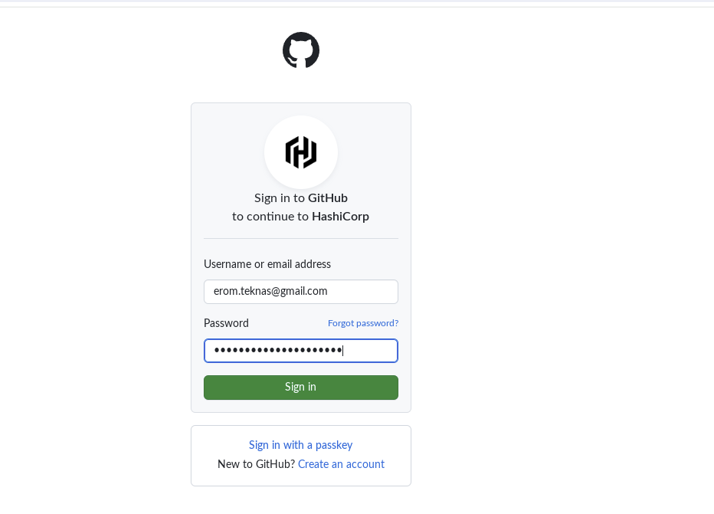 Sign in to GitHub
to continue to HashiCorp
Username or email address
erom.teknas@gmail.com
Password Forgot password?
•••••••••••••••••••••
Sign in
Sign in with a passkey
New to GitHub? Create an account